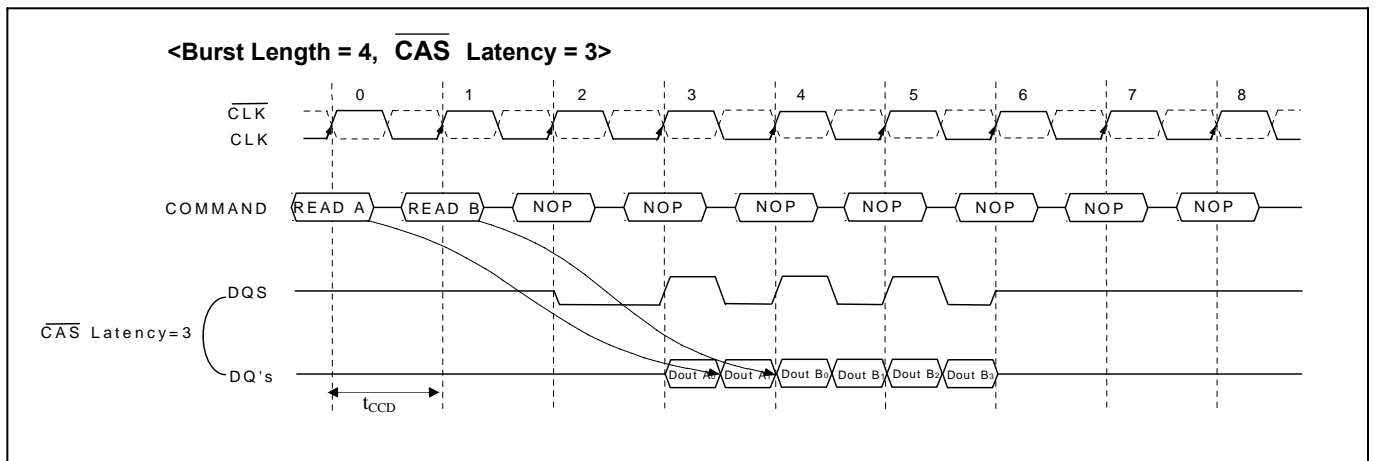 <Burst Length = 4, CAS Latency = 3>
0 1 2 3 4 5 6 7 8
CLK
CLK
COMMAND READ A READ B NOP NOP NOP NOP NOP NOP NOP
DQS
CAS Latency=3
DQ's Dout A0 Dout A1 Dout B0 Dout B1 Dout B2 Dout B3
tCCD